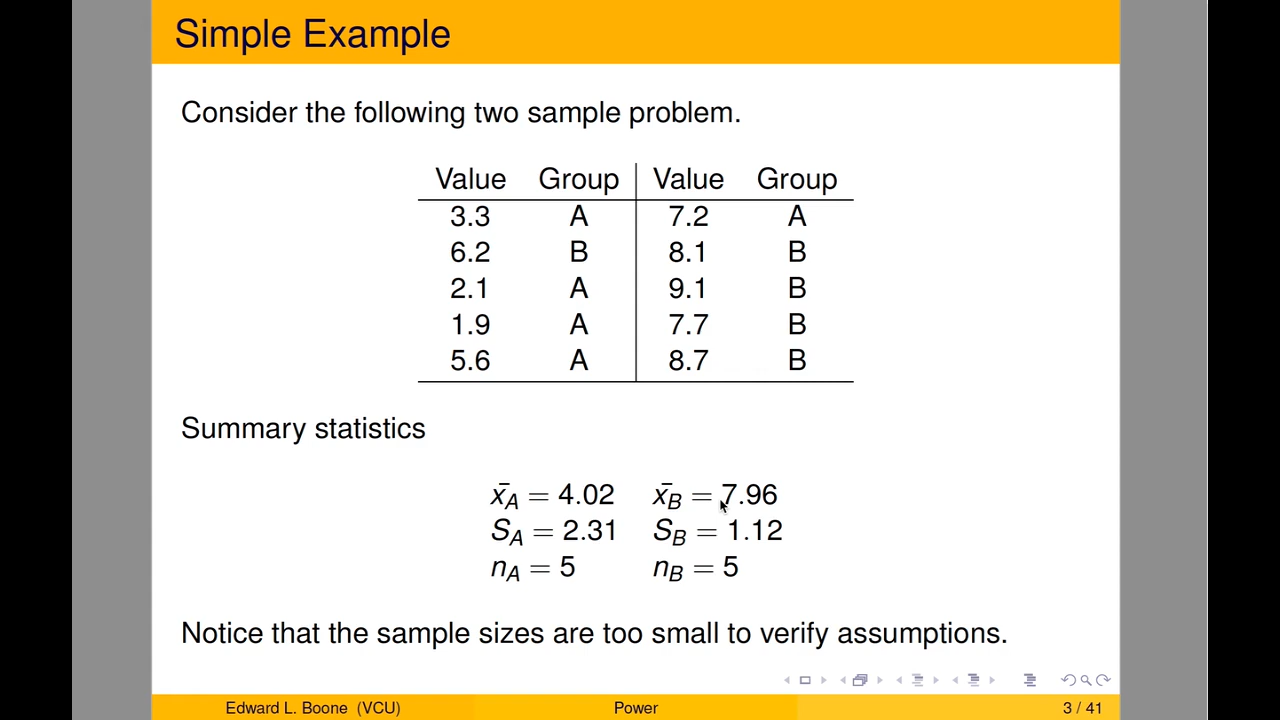 Simple Example
Consider the following two sample problem.
Value Group Value Group
3.3 A 7.2 A
6.2 B 8.1 B
2.1 A 9.1 B
1.9 A 7.7 B
5.6 A 8.7 B
Summary statistics
x̄_A = 4.02 x̄_B = 7.96
S_A = 2.31 S_B = 1.12
n_A = 5 n_B = 5
Notice that the sample sizes are too small to verify assumptions.
Edward L. Boone (VCU) Power 3 / 41